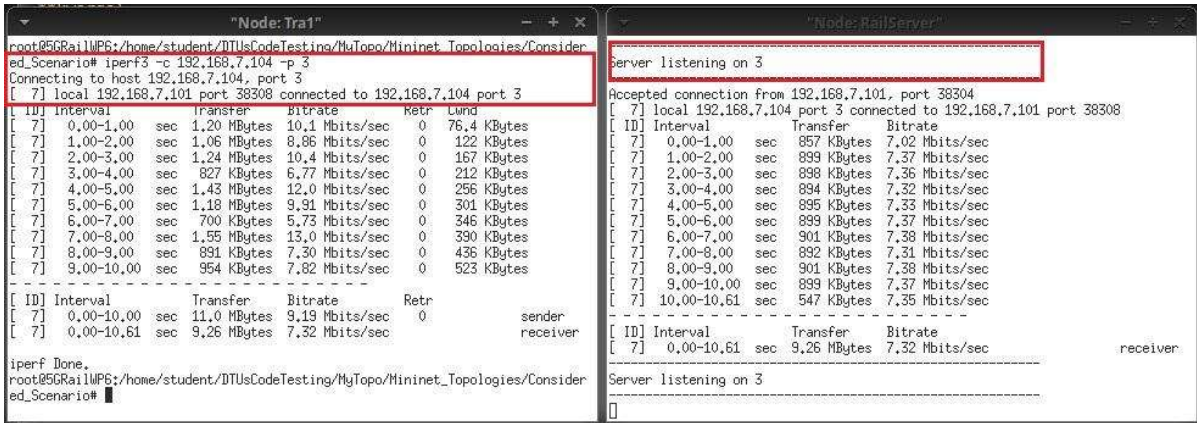 "Node: Tra1"
root@5GRailWP6:/home/student/DTUsCodeTesting/MyTopo/Mininet_Topologies/Consider
ed_Scenario# iperf3 -c 192.168.7.104 -p 3
Connecting to host 192.168.7.104, port 3
[ 7] local 192.168.7.101 port 38308 connected to 192.168.7.104 port 3
[ ID] Interval Transfer Bitrate Retr Cwnd
[ 7] 0.00-1.00 sec 1.20 MBytes 10.1 Mbits/sec 0 76.4 KBytes
[ 7] 1.00-2.00 sec 1.06 MBytes 8.86 Mbits/sec 0 122 KBytes
[ 7] 2.00-3.00 sec 1.24 MBytes 10.4 Mbits/sec 0 167 KBytes
[ 7] 3.00-4.00 sec 827 KBytes 6.77 Mbits/sec 0 212 KBytes
[ 7] 4.00-5.00 sec 1.43 MBytes 12.0 Mbits/sec 0 256 KBytes
[ 7] 5.00-6.00 sec 1.18 MBytes 9.91 Mbits/sec 0 301 KBytes
[ 7] 6.00-7.00 sec 700 KBytes 5.73 Mbits/sec 0 346 KBytes
[ 7] 7.00-8.00 sec 1.55 MBytes 13.0 Mbits/sec 0 390 KBytes
[ 7] 8.00-9.00 sec 891 KBytes 7.30 Mbits/sec 0 436 KBytes
[ 7] 9.00-10.00 sec 954 KBytes 7.82 Mbits/sec 0 523 KBytes
- - - - - - - - - - - - - - - - - - - - - - - - -
[ ID] Interval Transfer Bitrate Retr
[ 7] 0.00-10.00 sec 11.0 MBytes 9.19 Mbits/sec 0 sender
[ 7] 0.00-10.61 sec 9.26 MBytes 7.32 Mbits/sec receiver
iperf Done.
root@5GRailWP6:/home/student/DTUsCodeTesting/MyTopo/Mininet_Topologies/Consider
ed_Scenario#
"Node: RailServer"
-----------------------------------------------------------
Server listening on 3
-----------------------------------------------------------
Accepted connection from 192.168.7.101, port 38304
[ 7] local 192.168.7.104 port 3 connected to 192.168.7.101 port 38308
[ ID] Interval Transfer Bitrate
[ 7] 0.00-1.00 sec 857 KBytes 7.02 Mbits/sec
[ 7] 1.00-2.00 sec 899 KBytes 7.37 Mbits/sec
[ 7] 2.00-3.00 sec 898 KBytes 7.36 Mbits/sec
[ 7] 3.00-4.00 sec 894 KBytes 7.32 Mbits/sec
[ 7] 4.00-5.00 sec 895 KBytes 7.33 Mbits/sec
[ 7] 5.00-6.00 sec 899 KBytes 7.37 Mbits/sec
[ 7] 6.00-7.00 sec 901 KBytes 7.38 Mbits/sec
[ 7] 7.00-8.00 sec 892 KBytes 7.31 Mbits/sec
[ 7] 8.00-9.00 sec 901 KBytes 7.38 Mbits/sec
[ 7] 9.00-10.00 sec 899 KBytes 7.37 Mbits/sec
[ 7] 10.00-10.61 sec 547 KBytes 7.35 Mbits/sec
- - - - - - - - - - - - - - - - - - - - - - - - -
[ ID] Interval Transfer Bitrate
[ 7] 0.00-10.61 sec 9.26 MBytes 7.32 Mbits/sec receiver
-----------------------------------------------------------
Server listening on 3
-----------------------------------------------------------